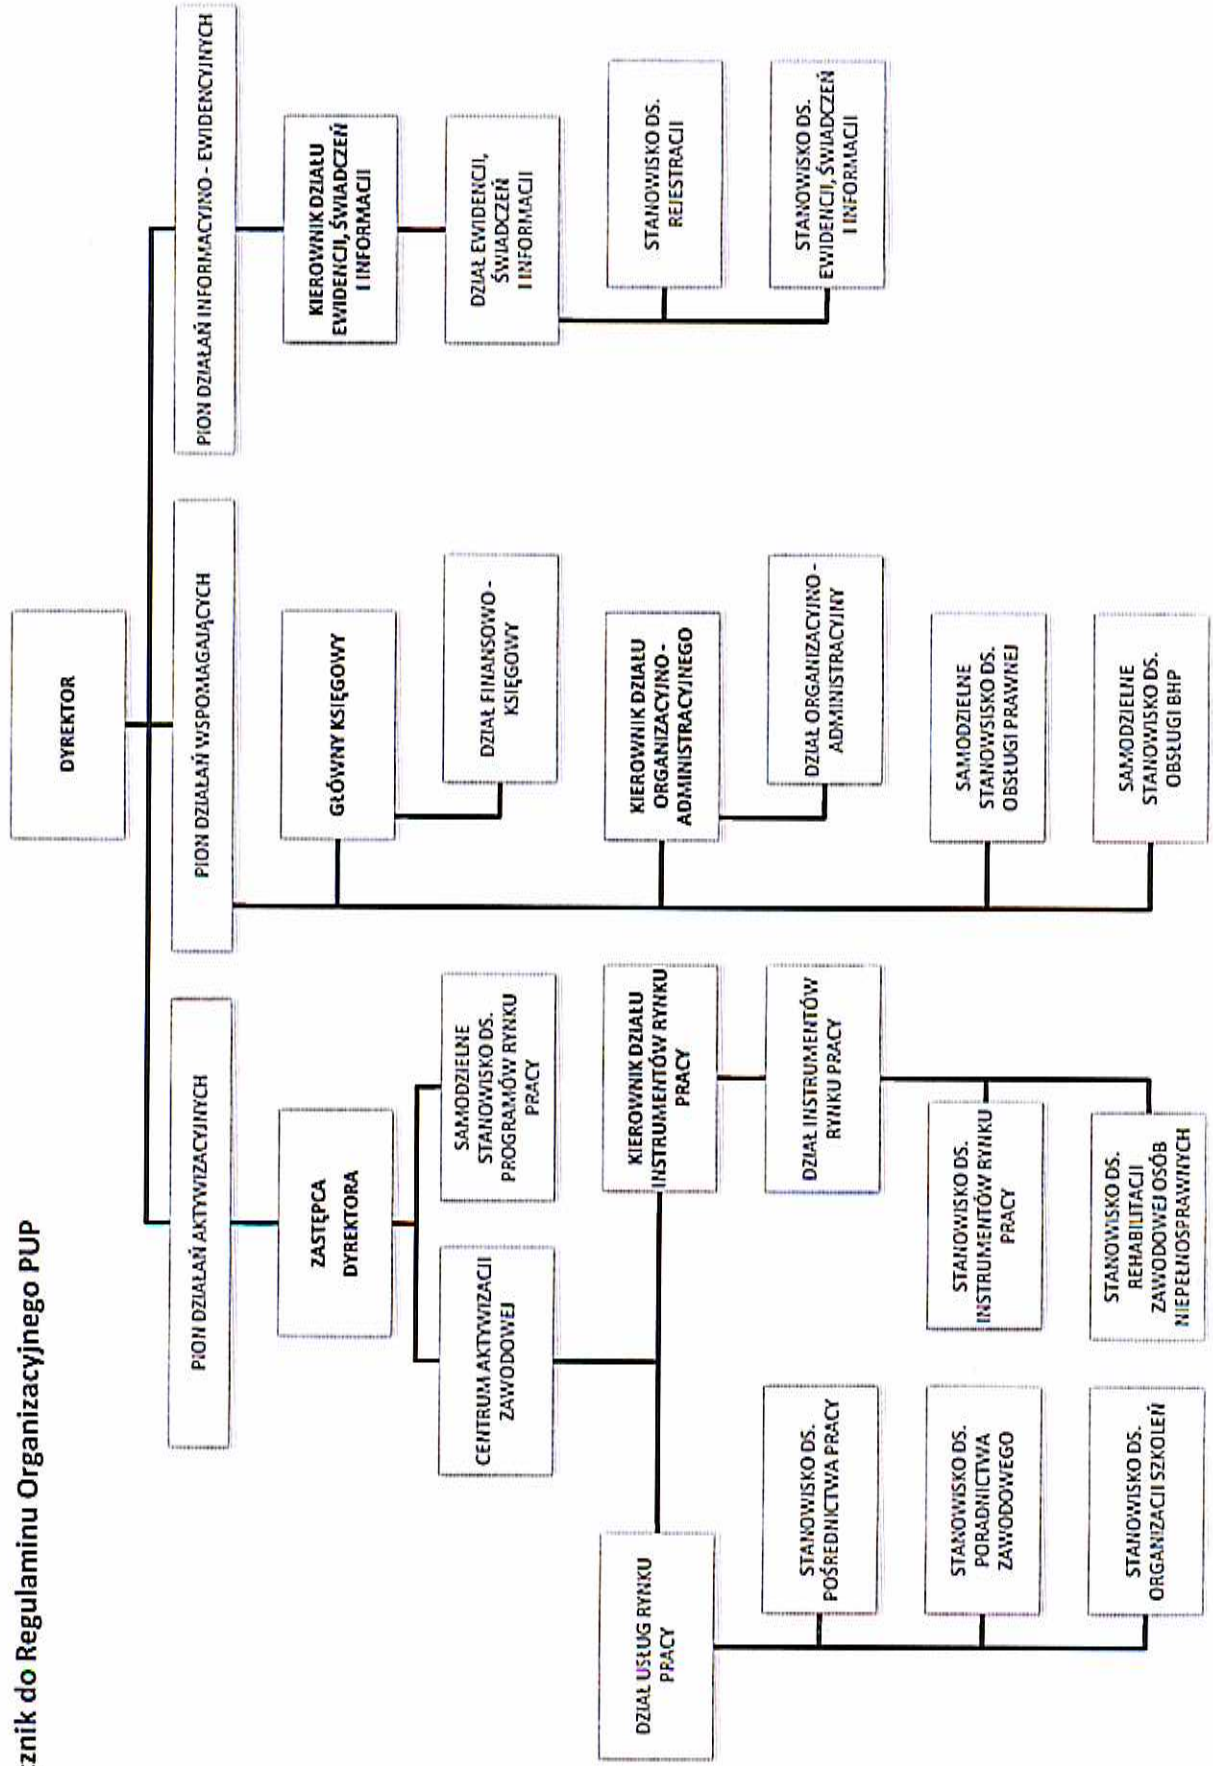 znik do Regulaminu Organizacyjnego PUP
DYREKTOR
PION DZIAŁAŃ AKTYWIZACYJNYCH
PION DZIAŁAŃ WSPOMAGAJĄCYCH
PION DZIAŁAŃ INFORMACYJNO - EWIDENCYJNYCH
ZASTĘPCA
DYREKTORA
CENTRUM AKTYWIZACJI
ZAWODOWEJ
SAMODZIELNE
STANOWISKO DS.
PROGRAMÓW RYNKU
PRACY
DZIAŁ USŁUG RYNKU
PRACY
STANOWISKO DS.
POŚREDNICTWA PRACY
STANOWISKO DS.
PORADNICTWA
ZAWODOWEGO
STANOWISKO DS.
ORGANIZACJI SZKOLEŃ
KIEROWNIK DZIAŁU
INSTRUMENTÓW RYNKU
PRACY
DZIAŁ INSTRUMENTÓW
RYNKU PRACY
STANOWISKO DS.
INSTRUMENTÓW RYNKU
PRACY
STANOWISKO DS.
REHABILITACJI
ZAWODOWEJ OSÓB
NIEPEŁNOSPRAWNYCH
GŁÓWNY KSIĘGOWY
DZIAŁ FINANSOWO -
KSIĘGOWY
KIEROWNIK DZIAŁU
ORGANIZACYJNO -
ADMINISTRACYJNEGO
DZIAŁ ORGANIZACYJNO -
ADMINISTRACYJNY
SAMODZIELNE
STANOWSISKO DS.
OBSŁUGI PRAWNEJ
SAMODZIELNE
STANOWISKO DS.
OBSŁUGI BHP
KIEROWNIK DZIAŁU
EWIDENCJI, ŚWIADCZEŃ
I INFORMACJI
DZIAŁ EWIDENCJI,
ŚWIADCZEŃ
I INFORMACJI
STANOWISKO DS.
REJESTRACJI
STANOWISKO DS.
EWIDENCJI, ŚWIADCZEŃ
I INFORMACJI